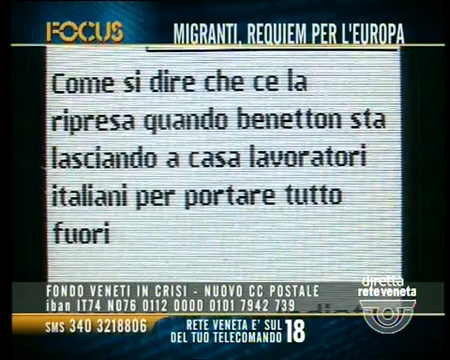 FOCUS
MIGRANTI, REQUIEM PER L'EUROPA
Come si dire che ce la
ripresa quando benetton sta
lasciando a casa lavoratori
italiani per portare tutto
fuori
diretta
reteveneta
FONDO VENETI IN CRISI - NUOVO CC POSTALE
iban IT74 N076 0112 0000 0101 7942 739
SMS 340 3218806
RETE VENETA E' SUL
DEL TUO TELECOMANDO 18